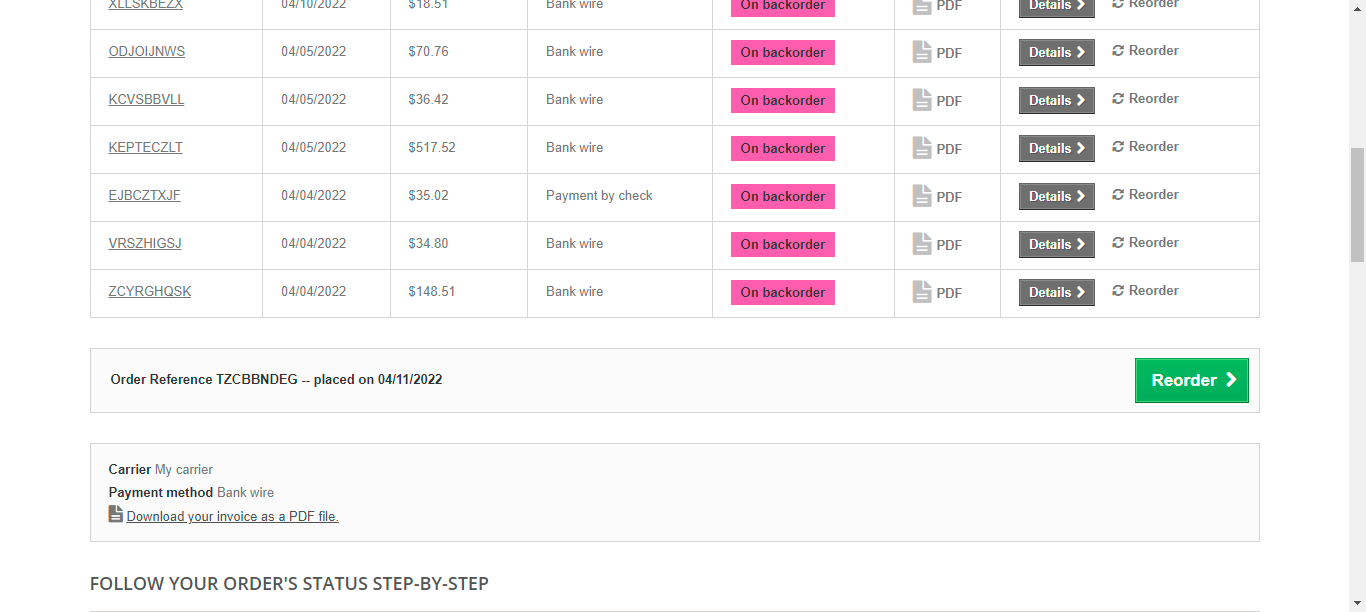 XLLSKBEZX 04/10/2022 $18.51 Bank wire On backorder PDF Details Reorder
ODJOIJNWS 04/05/2022 $70.76 Bank wire On backorder PDF Details Reorder
KCVSBBVLL 04/05/2022 $36.42 Bank wire On backorder PDF Details Reorder
KEPTECZLT 04/05/2022 $517.52 Bank wire On backorder PDF Details Reorder
EJBCZTXJF 04/04/2022 $35.02 Payment by check On backorder PDF Details Reorder
VRSZHIGSJ 04/04/2022 $34.80 Bank wire On backorder PDF Details Reorder
ZCYRGHQSK 04/04/2022 $148.51 Bank wire On backorder PDF Details Reorder
Order Reference TZCBBNDEG -- placed on 04/11/2022 Reorder
Carrier My carrier
Payment method Bank wire
Download your invoice as a PDF file.
FOLLOW YOUR ORDER'S STATUS STEP-BY-STEP